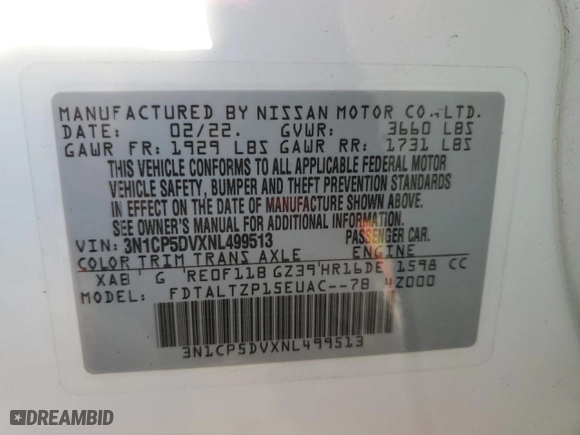 MANUFACTURED BY NISSAN MOTOR CO.,LTD.
DATE: 02/22. GVWR: 3660 LBS
GAWR FR: 1929 LBS GAWR RR: 1731 LBS
THIS VEHICLE CONFORMS TO ALL APPLICABLE FEDERAL MOTOR
VEHICLE SAFETY, BUMPER AND THEFT PREVENTION STANDARDS
IN EFFECT ON THE DATE OF MANUFACTURE SHOWN ABOVE.
SEE OWNER'S MANUAL FOR ADDITIONAL INFORMATION.
VIN: 3N1CP5DVXNL499513 PASSENGER CAR.
COLOR TRIM TRANS AXLE ENGINE
XAB G RE0F11B GZ39 HR16DE 1598 CC
MODEL: FDTALTZP15EUAC--7B 4Z000
3N1CP5DVXNL499513
DREAMBID